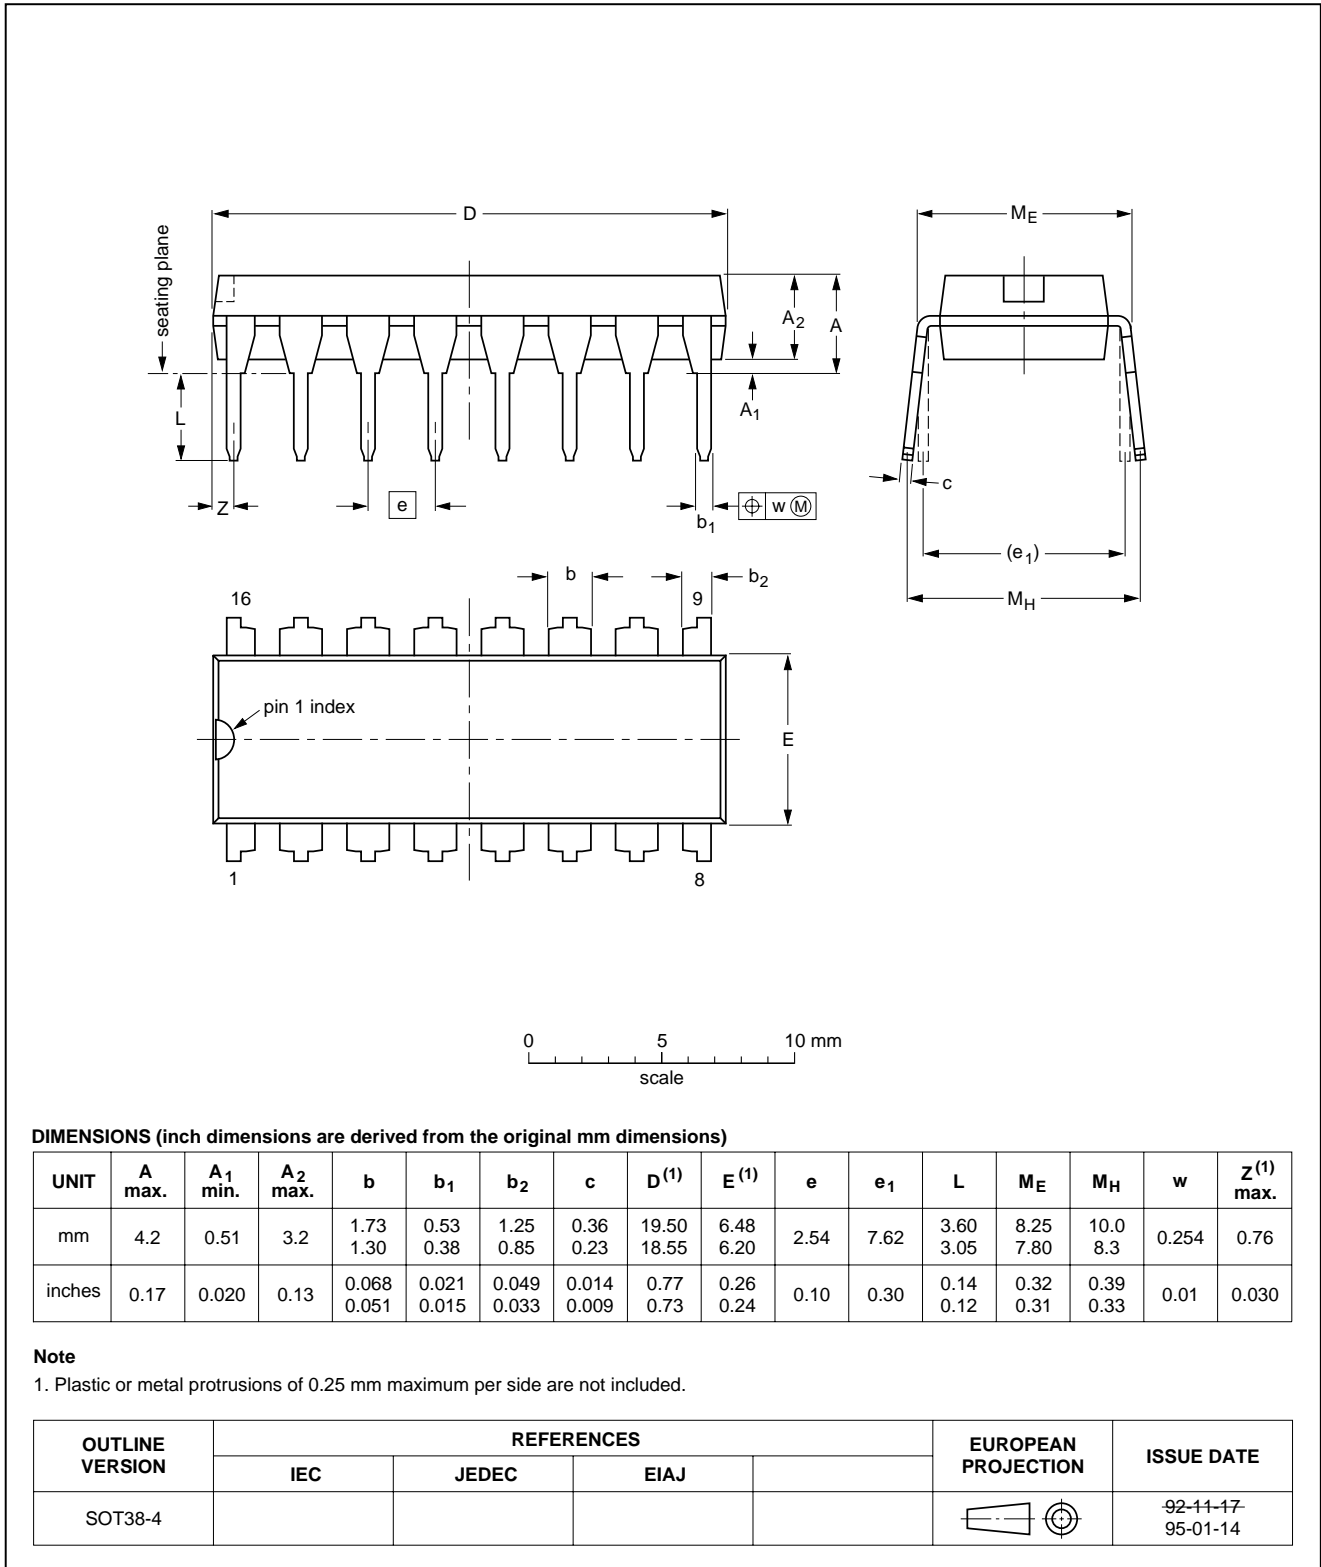 D
M_E
seating plane
A_2
A
A_1
L
Z
e
b_1
w M
c
(e_1)
M_H
b
b_2
16
9
pin 1 index
E
1
8
0 5 10 mm
scale
DIMENSIONS (inch dimensions are derived from the original mm dimensions)
UNIT A max. A1 min. A2 max. b b1 b2 c D(1) E(1) e e1 L ME MH w Z(1) max.
mm 4.2 0.51 3.2 1.73 1.30 0.53 0.38 1.25 0.85 0.36 0.23 19.50 18.55 6.48 6.20 2.54 7.62 3.60 3.05 8.25 7.80 10.0 8.3 0.254 0.76
inches 0.17 0.020 0.13 0.068 0.051 0.021 0.015 0.049 0.033 0.014 0.009 0.77 0.73 0.26 0.24 0.10 0.30 0.14 0.12 0.32 0.31 0.39 0.33 0.01 0.030
Note
1. Plastic or metal protrusions of 0.25 mm maximum per side are not included.
OUTLINE VERSION REFERENCES EUROPEAN PROJECTION ISSUE DATE
IEC JEDEC EIAJ
SOT38-4 92-11-17
95-01-14